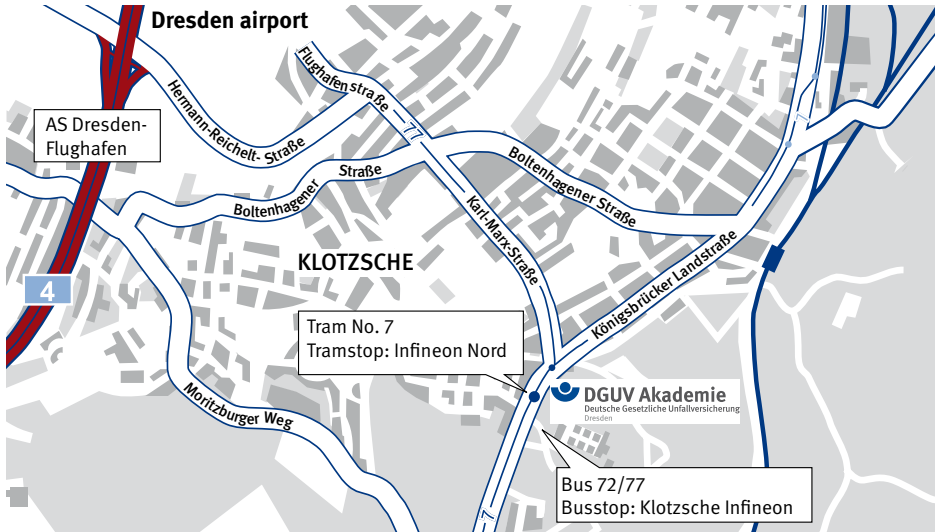 Dresden airport
Flughafenstraße
AS Dresden-
Flughafen
Hermann-Reichelt- Straße
77
7
Boltenhagener Straße
Boltenhagener Straße
Karl-Marx-Straße
KLOTZSCHE
Königsbrücker Landstraße
4
Tram No. 7
Tramstop: Infineon Nord
Moritzburger Weg
DGUV Akademie
Deutsche Gesetzliche Unfallversicherung
Dresden
Bus 72/77
Busstop: Klotzsche Infineon
7